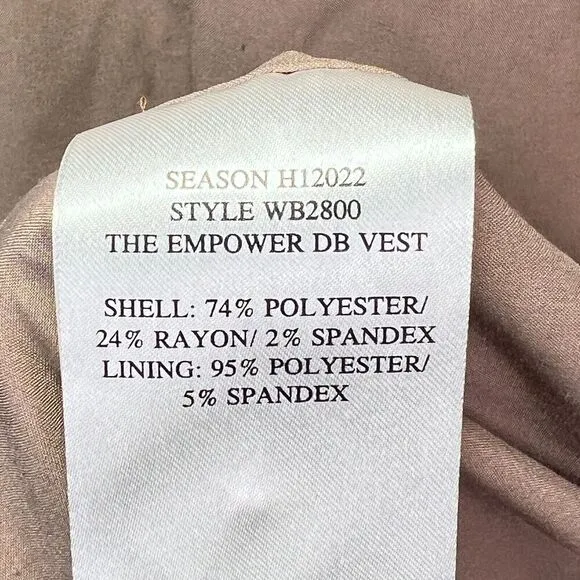 SEASON H12022
STYLE WB2800
THE EMPOWER DB VEST
SHELL: 74% POLYESTER/
24% RAYON/ 2% SPANDEX
LINING: 95% POLYESTER/
5% SPANDEX